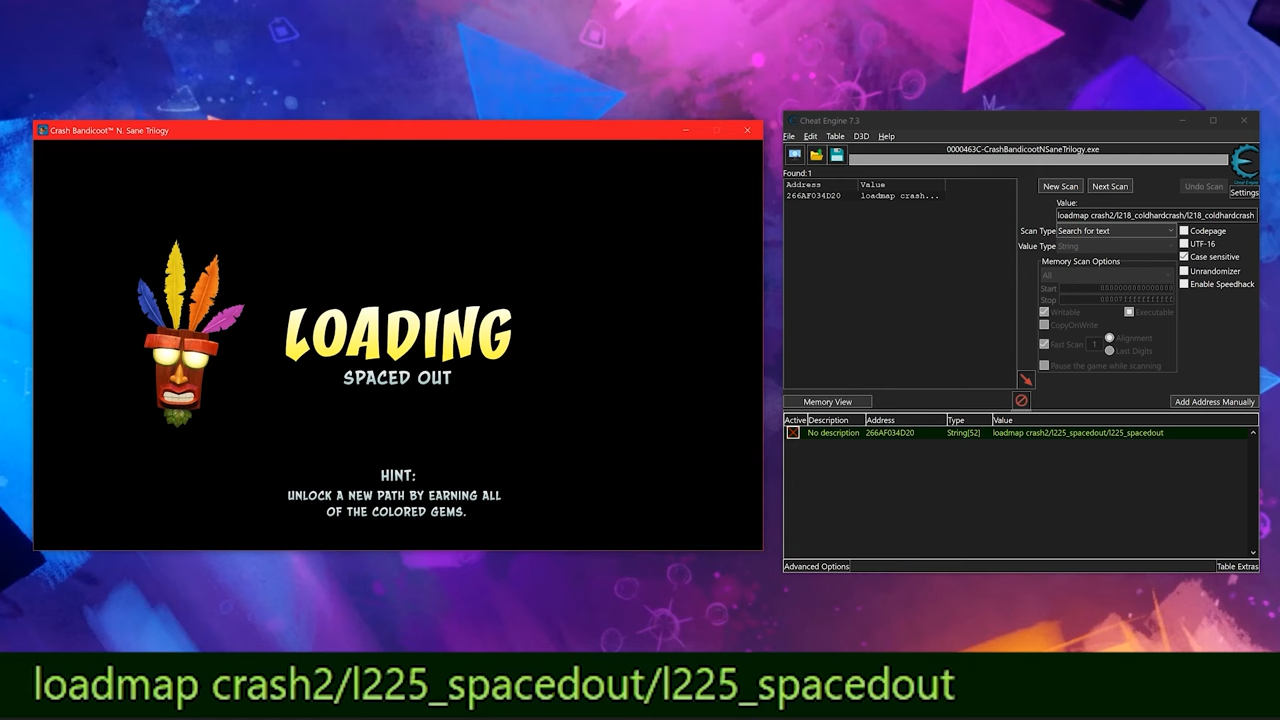 Crash Bandicoot™ N. Sane Trilogy
LOADING
SPACED OUT
HINT:
UNLOCK A NEW PATH BY EARNING ALL
OF THE COLORED GEMS.
Cheat Engine 7.3
File Edit Table D3D Help
0000463C-CrashBandicootNSaneTrilogy.exe
Found:1
Address Value
266AF034D20 loadmap crash...
New Scan Next Scan Undo Scan
Settings
Value:
loadmap crash2/l218_coldhardcrash/l218_coldhardcrash
Scan Type Search for text
Value Type String
Codepage
UTF-16
Case sensitive
Unrandomizer
Enable Speedhack
Memory Scan Options
All
Start 0000000000000000
Stop 00007fffffffffff
Writable Executable
CopyOnWrite
Fast Scan 1 Alignment
Last Digits
Pause the game while scanning
Memory View Add Address Manually
Active Description Address Type Value
No description 266AF034D20 String[52] loadmap crash2/l225_spacedout/l225_spacedout
Advanced Options Table Extras
loadmap crash2/l225_spacedout/l225_spacedout